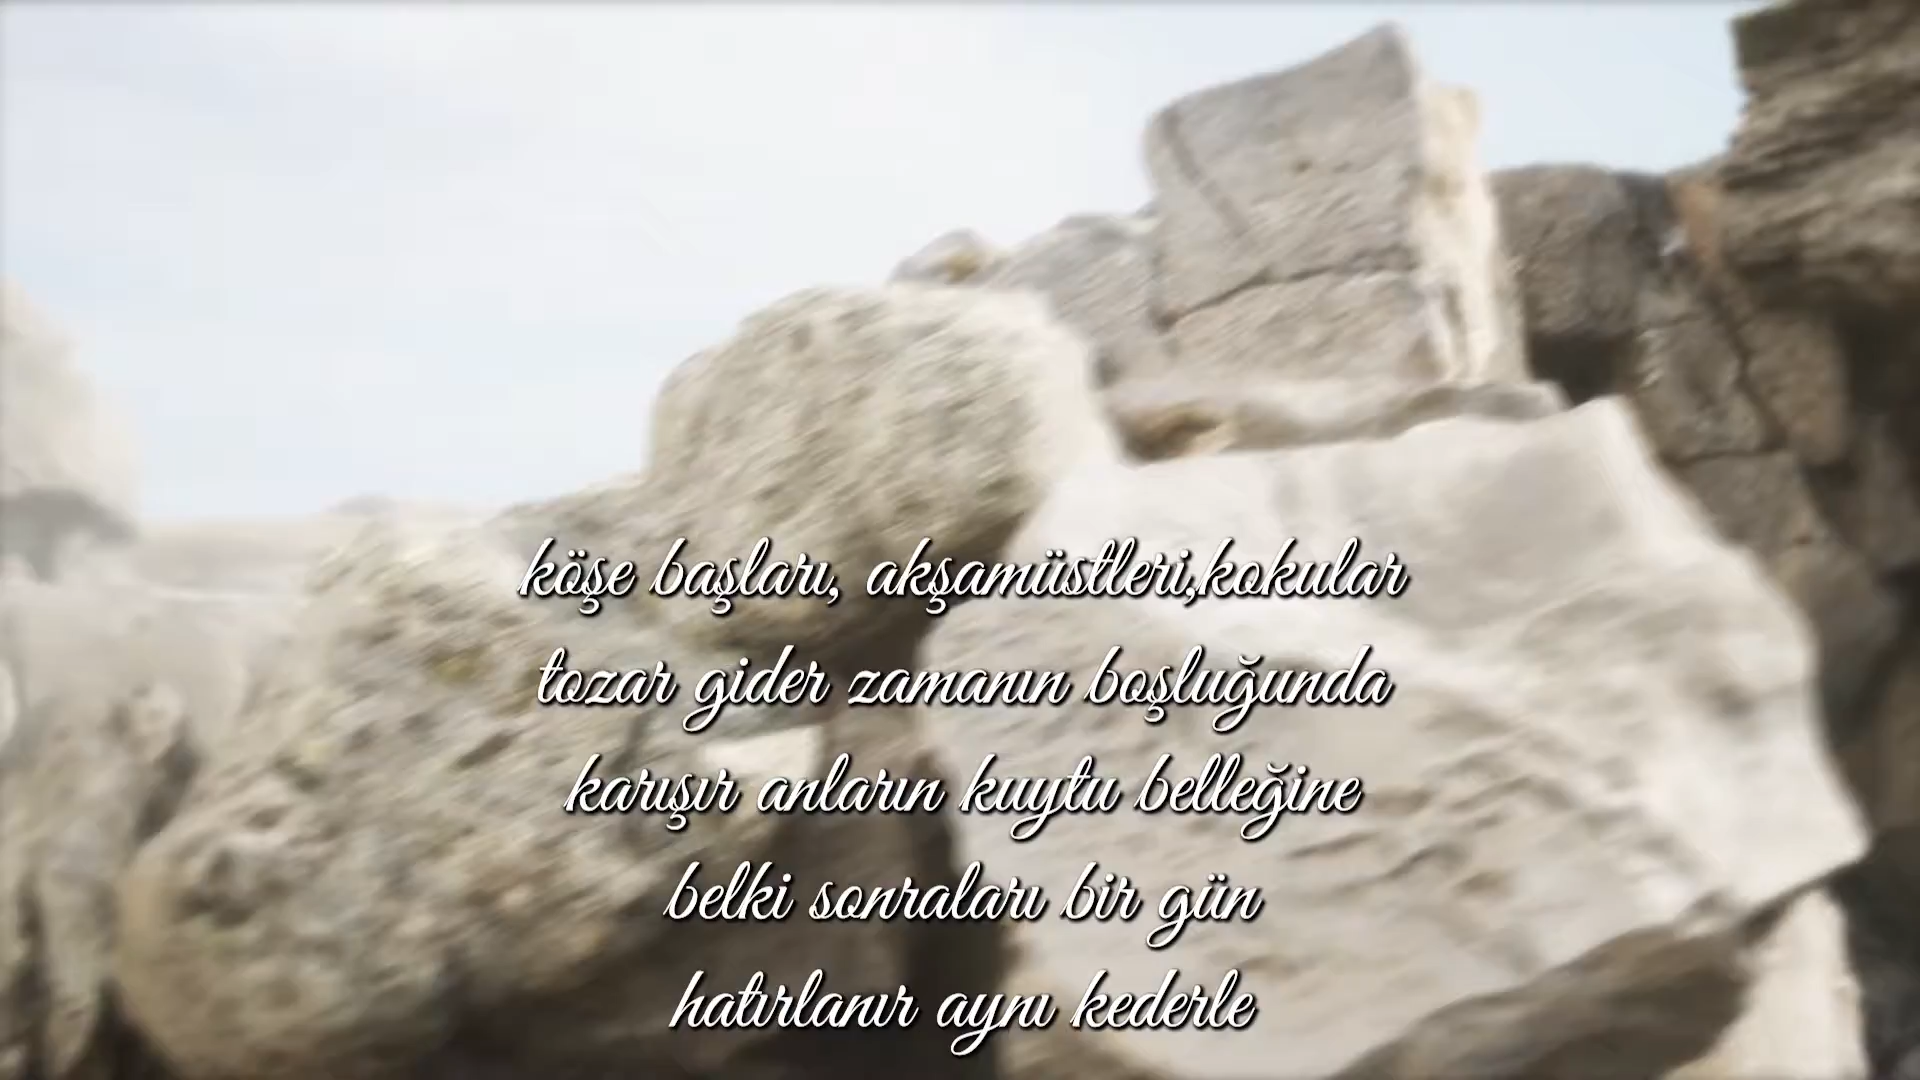 köşe başları, akşamüstleri,kokular
tozar gider zamanın boşluğunda
karışır anların kuytu belleğine
belki sonraları bir gün
hatırlanır aynı kederle